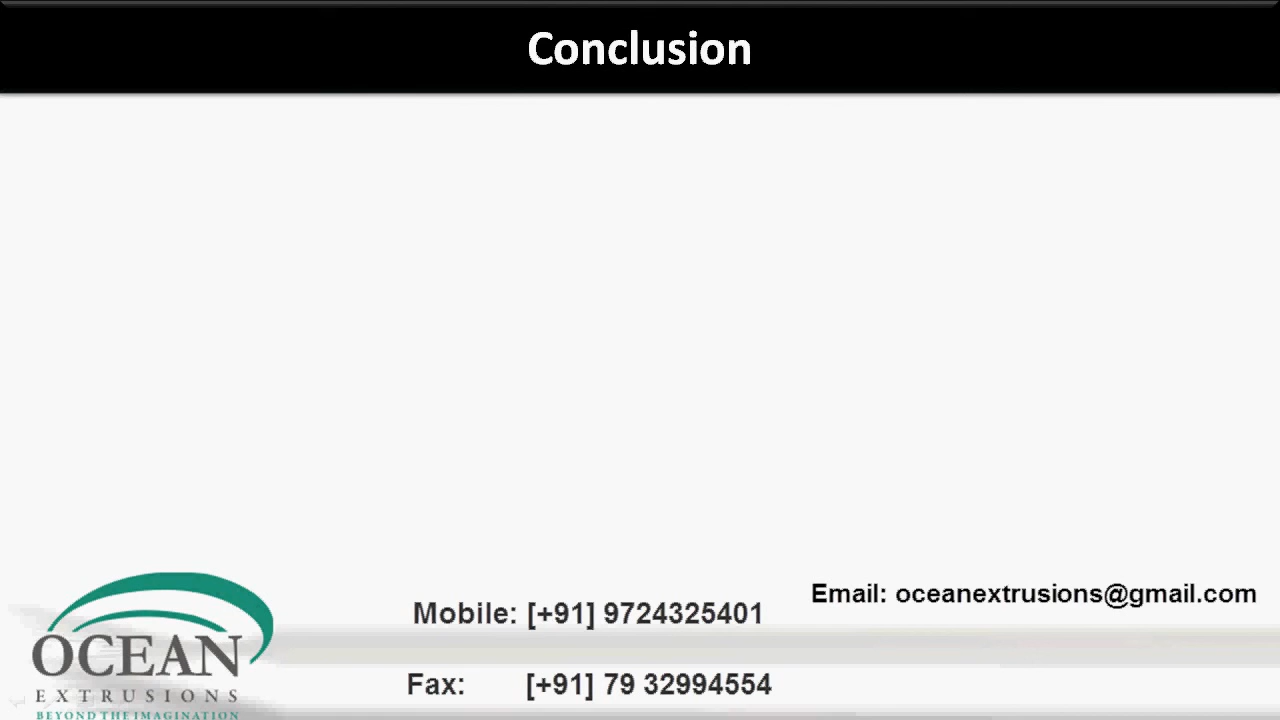 Conclusion
Email: oceanextrusions@gmail.com
Mobile: [+91] 9724325401
OCEAN
EXTRUSIONS
BEYOND THE IMAGINATION
Fax: [+91] 79 32994554